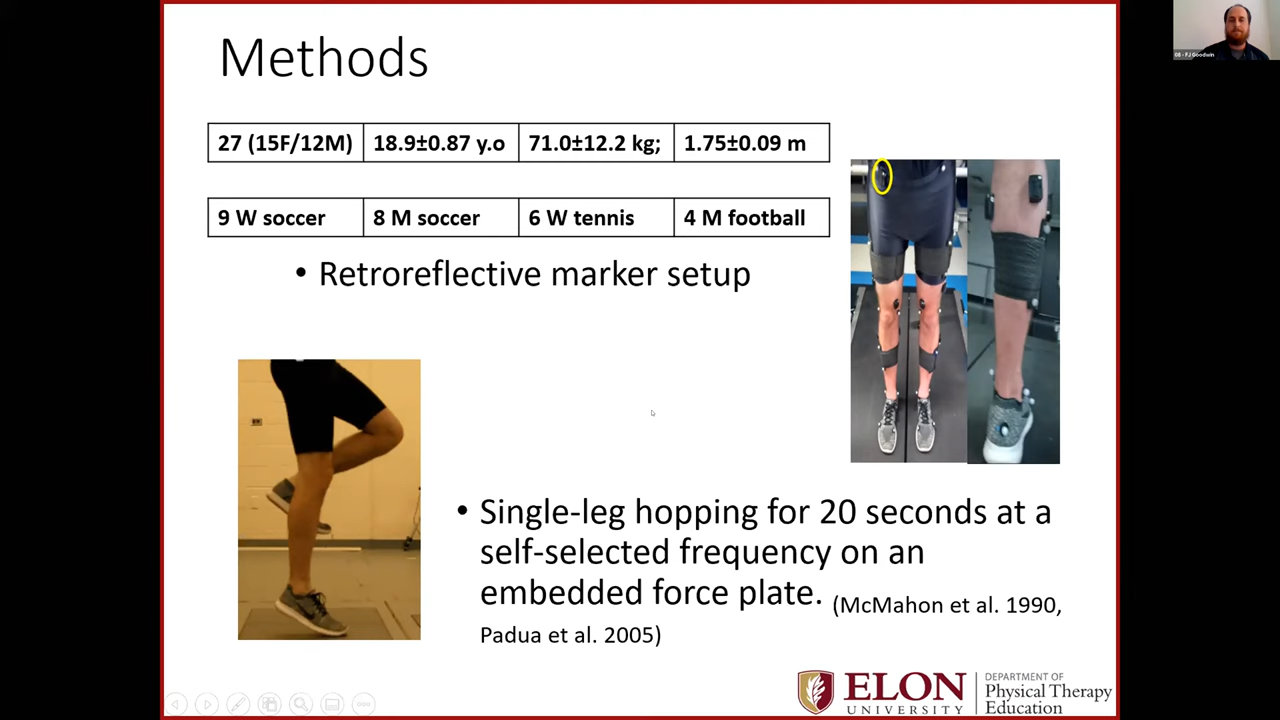 Methods
27 (15F/12M) 18.9±0.87 y.o 71.0±12.2 kg; 1.75±0.09 m
9 W soccer 8 M soccer 6 W tennis 4 M football
• Retroreflective marker setup
• Single-leg hopping for 20 seconds at a
self-selected frequency on an
embedded force plate. (McMahon et al. 1990,
Padua et al. 2005)
ELON
UNIVERSITY
DEPARTMENT OF
Physical Therapy
Education
08 - FJ Goodwin